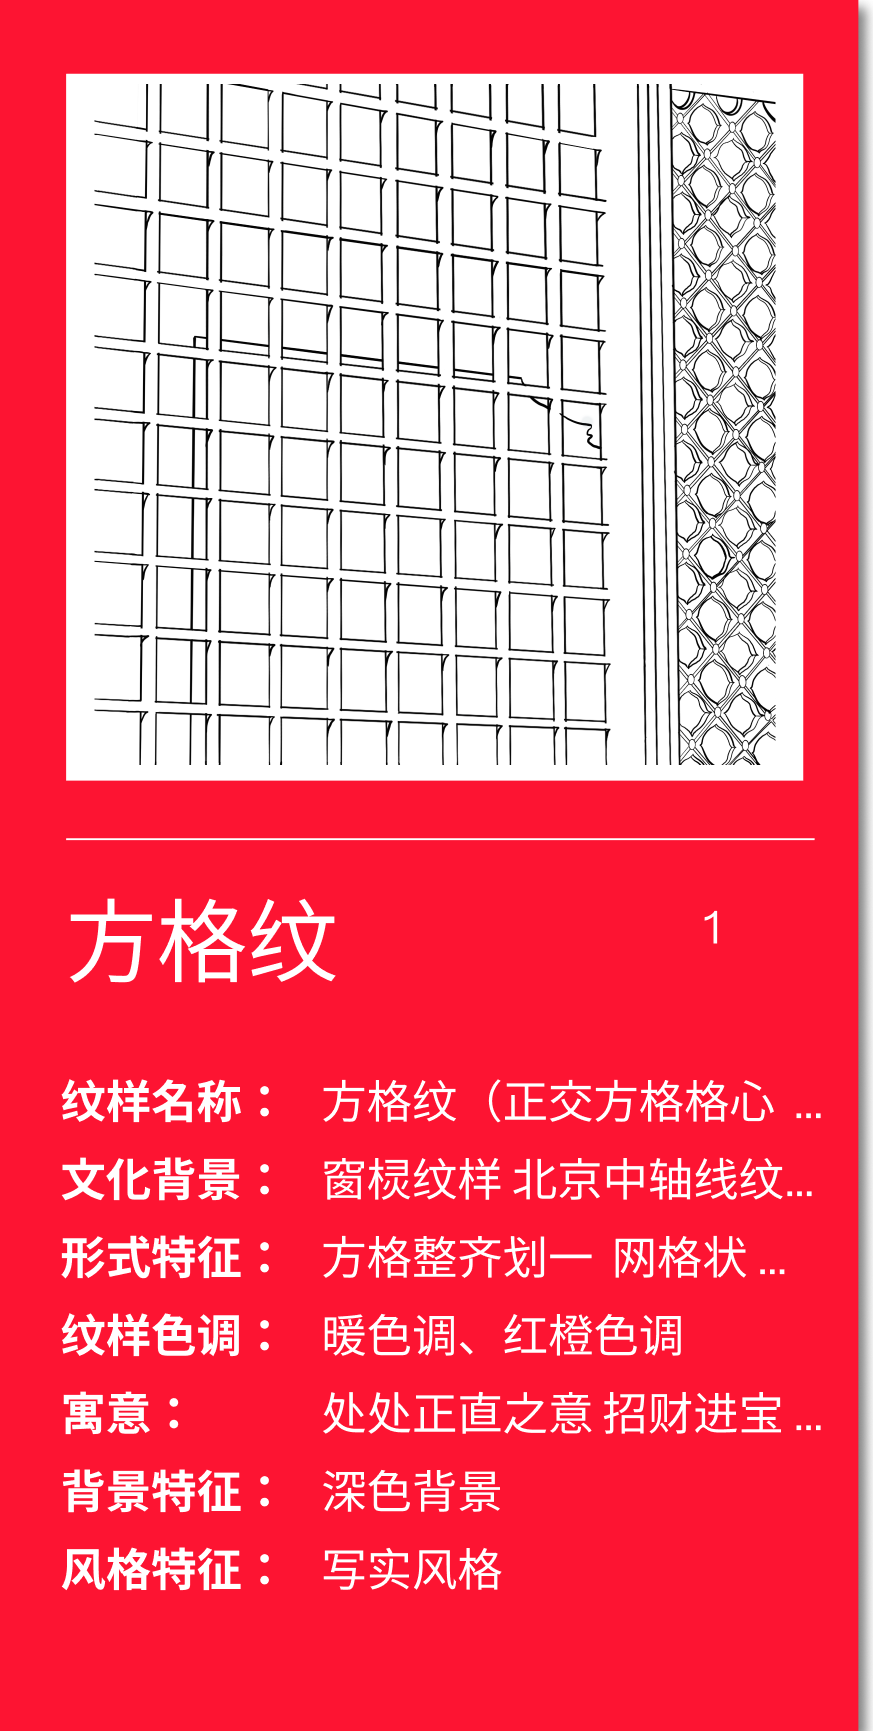 方格纹
1
纹样名称： 方格纹（正交方格格心 ...
文化背景： 窗棂纹样 北京中轴线纹...
形式特征： 方格整齐划一 网格状 ...
纹样色调： 暖色调、红橙色调
寓意： 处处正直之意 招财进宝 ...
背景特征： 深色背景
风格特征： 写实风格